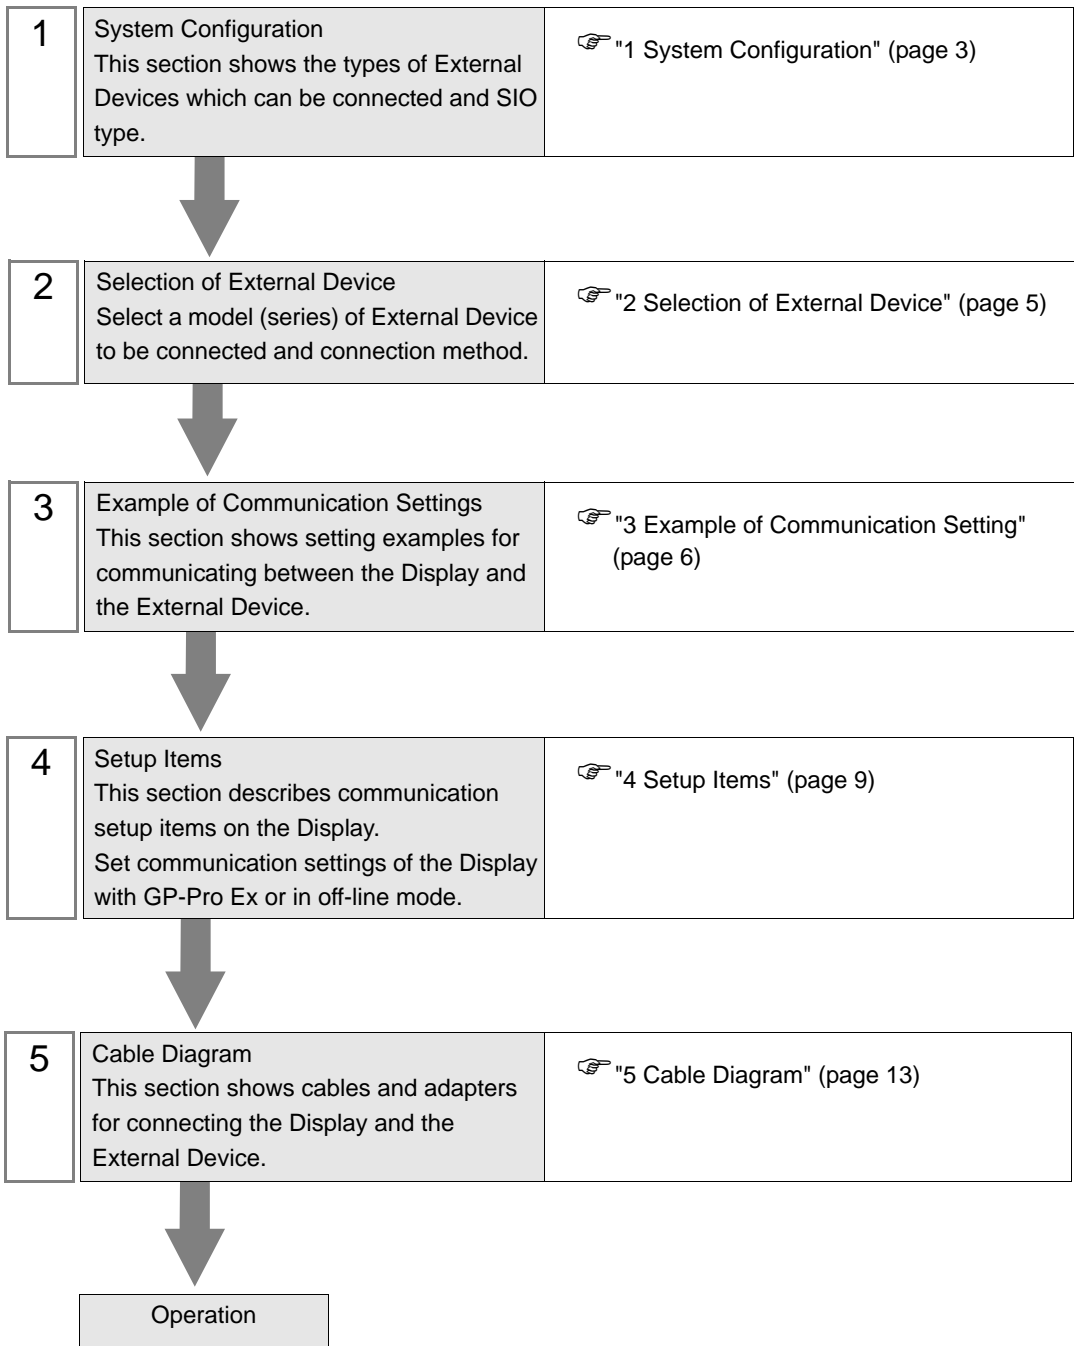 1
System Configuration
This section shows the types of External
Devices which can be connected and SIO
type.
"1 System Configuration" (page 3)
2
Selection of External Device
Select a model (series) of External Device
to be connected and connection method.
"2 Selection of External Device" (page 5)
3
Example of Communication Settings
This section shows setting examples for
communicating between the Display and
the External Device.
"3 Example of Communication Setting"
(page 6)
4
Setup Items
This section describes communication
setup items on the Display.
Set communication settings of the Display
with GP-Pro Ex or in off-line mode.
"4 Setup Items" (page 9)
5
Cable Diagram
This section shows cables and adapters
for connecting the Display and the
External Device.
"5 Cable Diagram" (page 13)
Operation